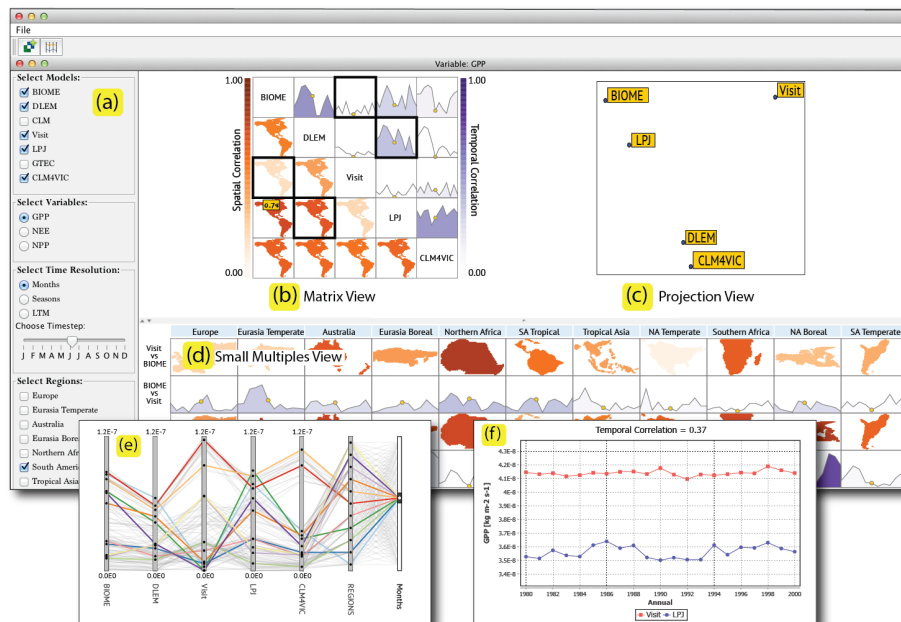 File
Variable: GPP
Select Models:
(a)
BIOME
DLEM
CLM
Visit
LPJ
GTEC
CLM4VIC
Select Variables:
GPP
NEE
NPP
Select Time Resolution:
Months
Seasons
LTM
Choose Timestep:
J F M A M J J A S O N D
Select Regions:
Europe
Eurasia Temperate
Australia
Eurasia Bore
Northern Af
South Americ
Tropical Asia
1.00
Spatial Correlation
0.00
BIOME
DLEM
Visit
0.74
LPJ
CLM4VIC
1.00
Temporal Correlation
0.00
(b) Matrix View
BIOME
Visit
LPJ
DLEM
CLM4VIC
(c) Projection View
Europe Eurasia Temperate Australia Eurasia Boreal Northern Africa SA Tropical Tropical Asia NA Temperate Southern Africa NA Boreal SA Temperate
(d) Small Multiples View
Visit
vs
BIOME
BIOME
vs
Visit
(e)
1.2E-7 1.2E-7 1.2E-7 1.2E-7 1.2E-7
0.0E0 0.0E0 0.0E0 0.0E0 0.0E0
BIOME
DLEM
Visit
LPJ
CLM4VIC
REGIONS
Months
(f)
Temporal Correlation = 0.37
GPP [kg m-2 s-1]
4.3E-8
4.2E-8
4.1E-8
3.9E-8
3.8E-8
3.7E-8
3.6E-8
3.5E-8
3.4E-8
1980 1982 1984 1986 1988 1990 1992 1994 1996 1998 2000
Annual
Visit LPJ